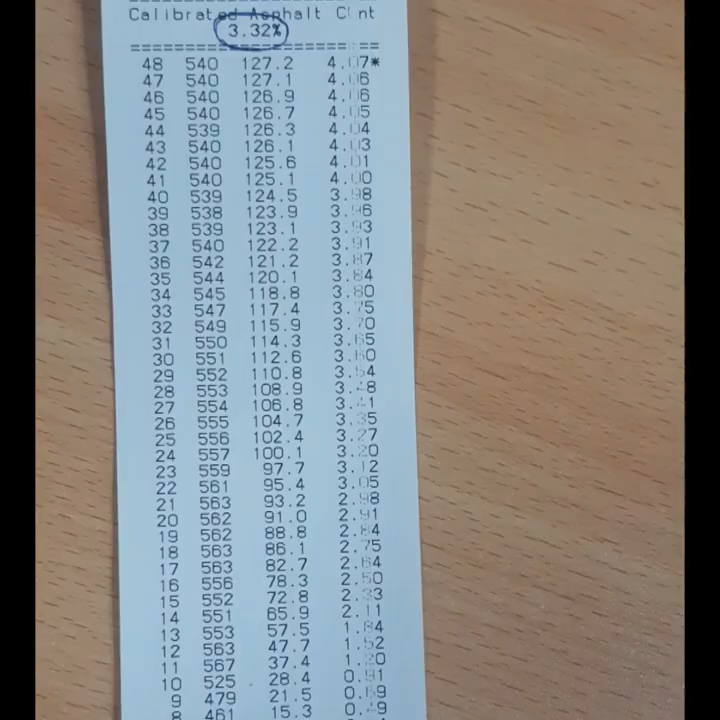 Calibrated Asphalt C nt
3.32%
48 540 127.2 4.07*
47 540 127.1 4.06
46 540 126.9 4.06
45 540 126.7 4.05
44 539 126.3 4.04
43 540 126.1 4.03
42 540 125.6 4.01
41 540 125.1 4.00
40 539 124.5 3.98
39 538 123.9 3.96
38 539 123.1 3.93
37 540 122.2 3.91
36 542 121.2 3.87
35 544 120.1 3.84
34 545 118.8 3.80
33 547 117.4 3.75
32 549 115.9 3.70
31 550 114.3 3.65
30 551 112.6 3.60
29 552 110.8 3.54
28 553 108.9 3.48
27 554 106.8 3.41
26 555 104.7 3.35
25 556 102.4 3.27
24 557 100.1 3.20
23 559 97.7 3.12
22 561 95.4 3.05
21 563 93.2 2.98
20 562 91.0 2.91
19 562 88.8 2.84
18 563 86.1 2.75
17 563 82.7 2.64
16 556 78.3 2.50
15 552 72.8 2.33
14 551 65.9 2.11
13 553 57.5 1.84
12 563 47.7 1.52
11 567 37.4 1.20
10 525 28.4 0.91
9 479 21.5 0.69
8 461 15.3 0.49